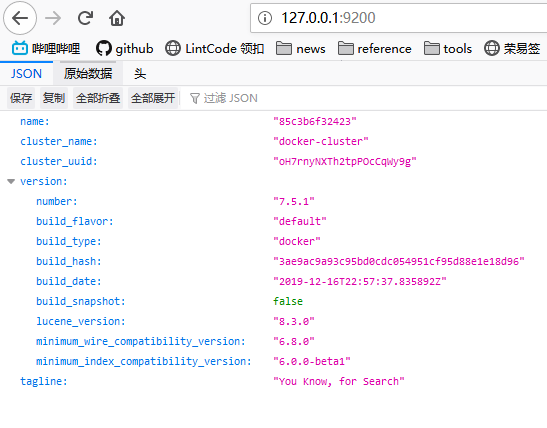 127.0.0.1:9200
哔哩哔哩 github LintCode 领扣 news reference tools 荣易签
JSON 原始数据 头
保存 复制 全部折叠 全部展开 过滤 JSON
name: "85c3b6f32423"
cluster_name: "docker-cluster"
cluster_uuid: "oH7rnyNXTh2tpPOcCqWy9g"
version:
number: "7.5.1"
build_flavor: "default"
build_type: "docker"
build_hash: "3ae9ac9a93c95bd0cdc054951cf95d88e1e18d96"
build_date: "2019-12-16T22:57:37.835892Z"
build_snapshot: false
lucene_version: "8.3.0"
minimum_wire_compatibility_version: "6.8.0"
minimum_index_compatibility_version: "6.0.0-beta1"
tagline: "You Know, for Search"